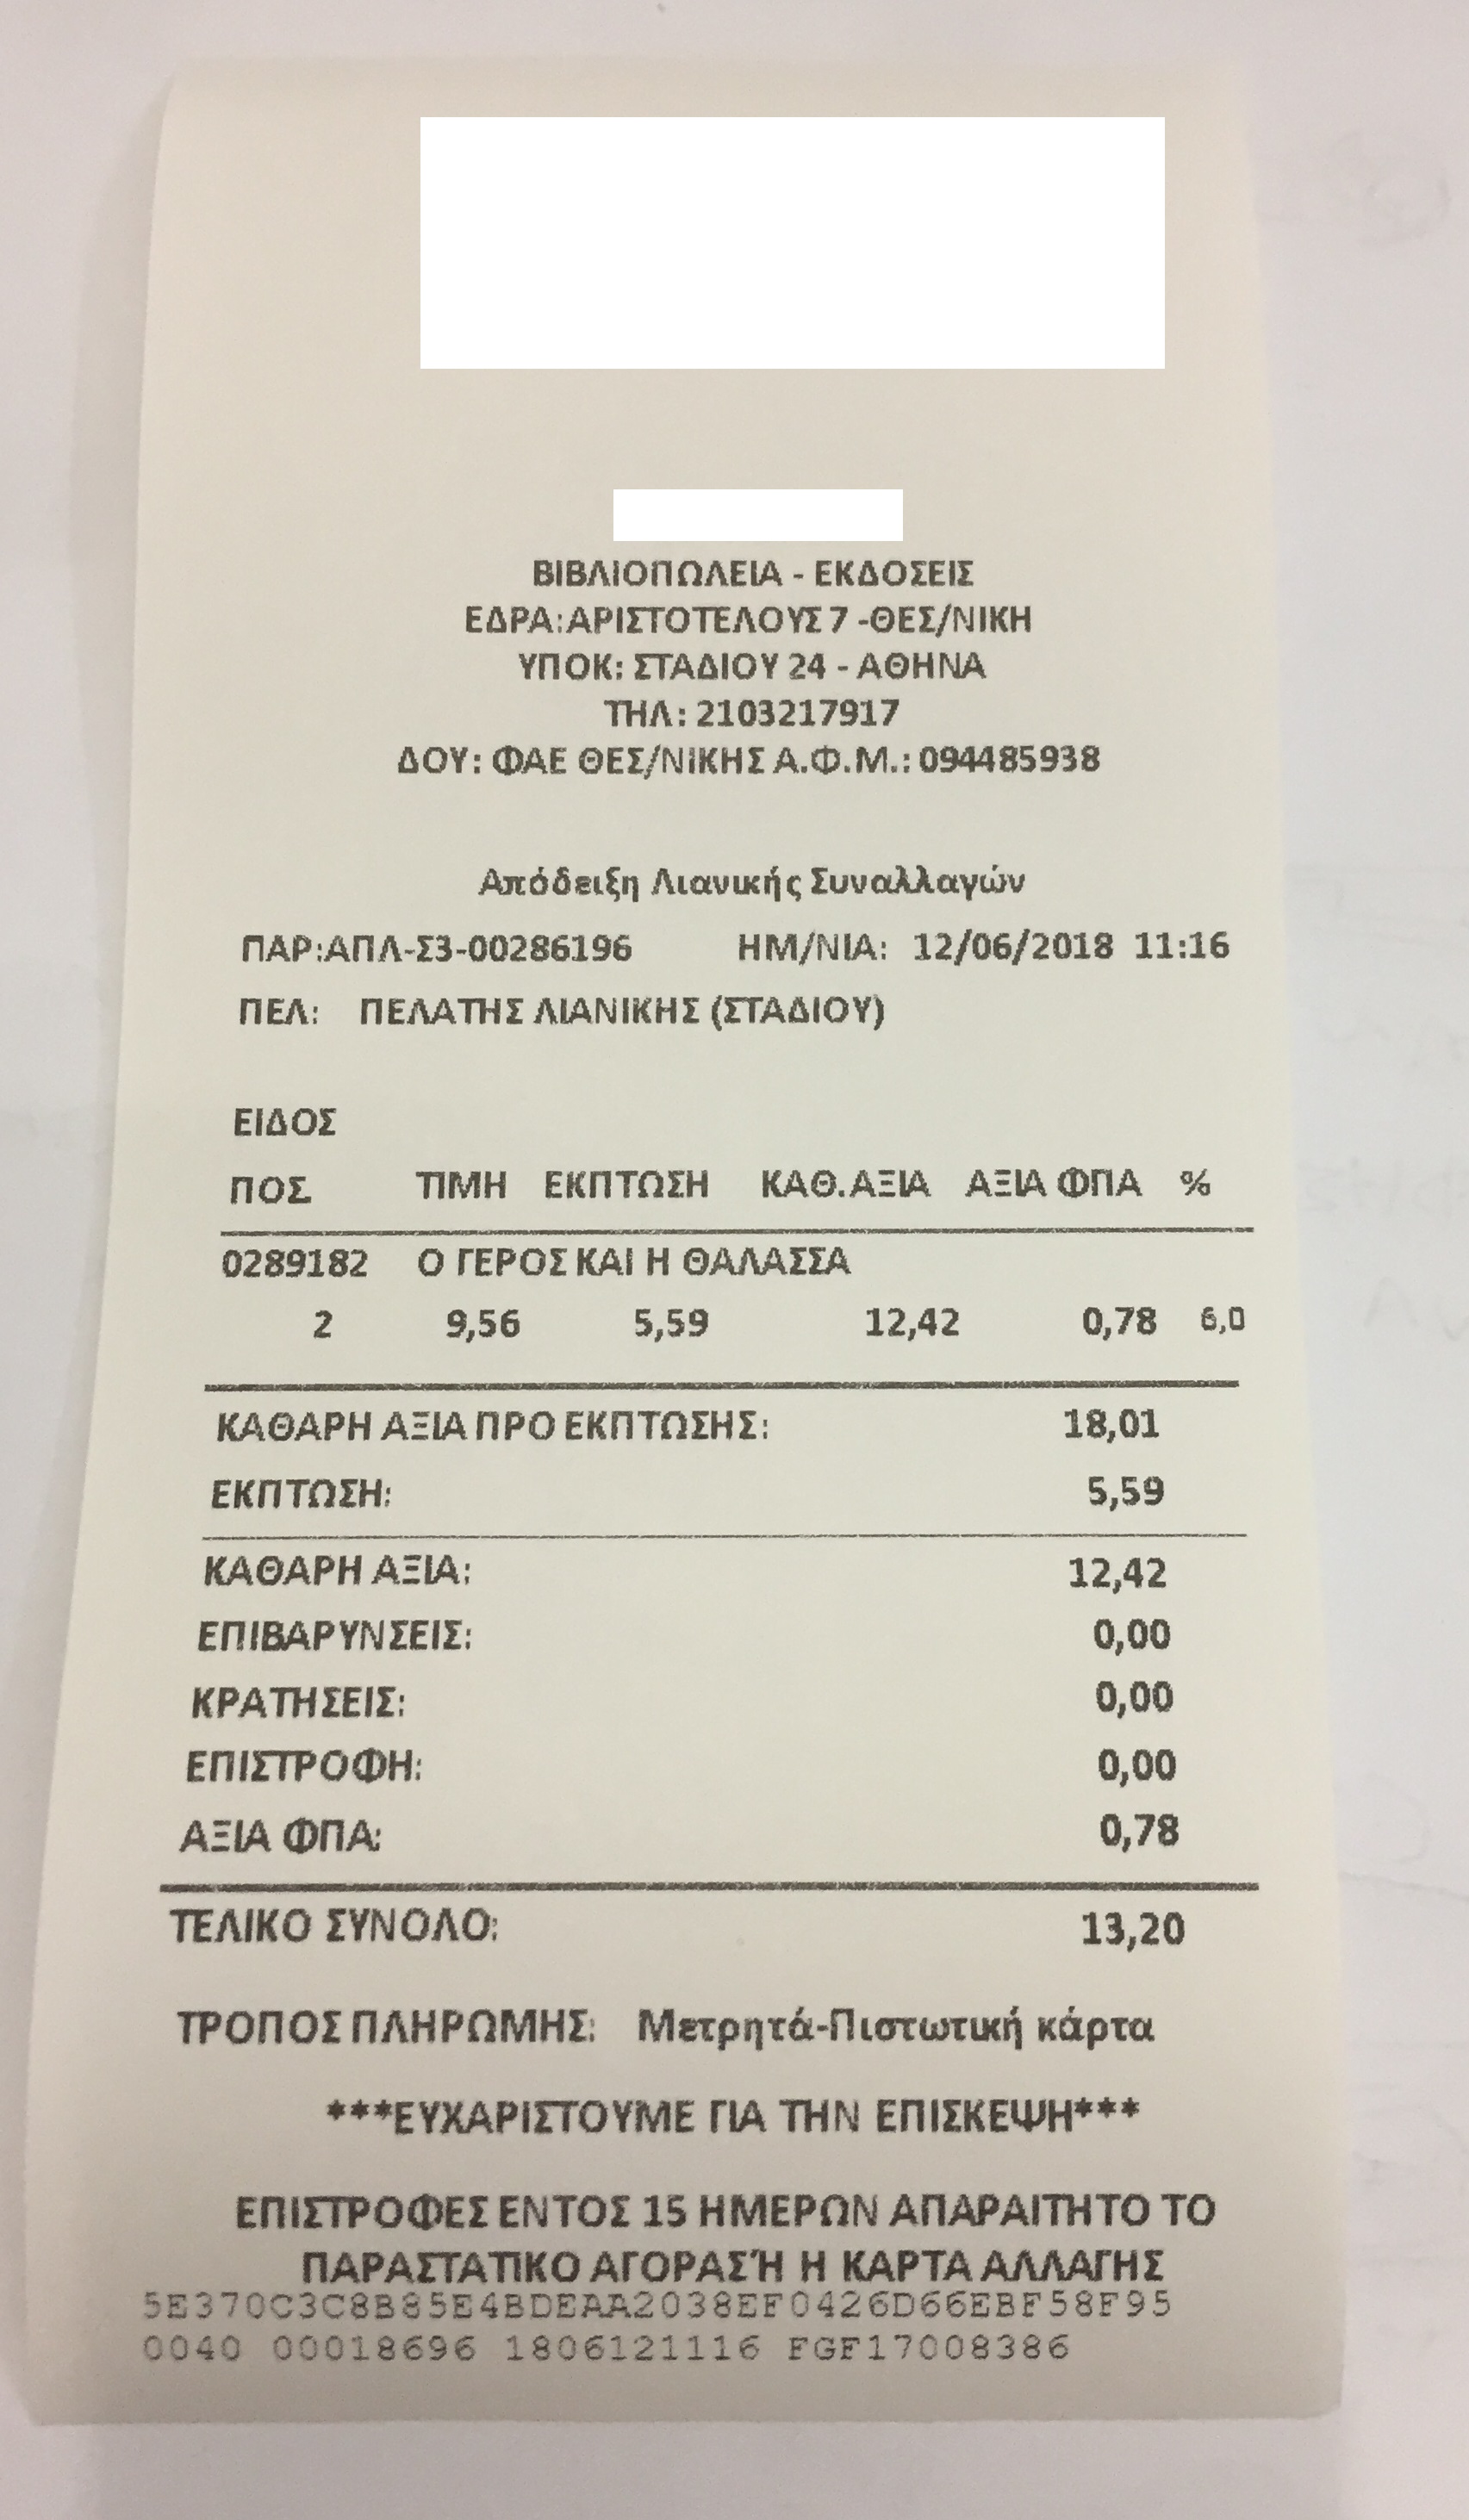 ΒΙΒΛΙΟΠΩΛΕΙΑ - ΕΚΔΟΣΕΙΣ
ΕΔΡΑ:ΑΡΙΣΤΟΤΕΛΟΥΣ 7 -ΘΕΣ/ΝΙΚΗ
ΥΠΟΚ: ΣΤΑΔΙΟΥ 24 - ΑΘΗΝΑ
ΤΗΛ: 2103217917
ΔΟΥ: ΦΑΕ ΘΕΣ/ΝΙΚΗΣ Α.Φ.Μ.: 094485938
Απόδειξη Λιανικής Συναλλαγών
ΠΑΡ:ΑΠΛ-Σ3-00286196 ΗΜ/ΝΙΑ: 12/06/2018 11:16
ΠΕΛ: ΠΕΛΑΤΗΣ ΛΙΑΝΙΚΗΣ (ΣΤΑΔΙΟΥ)
ΕΙΔΟΣ
ΠΟΣ ΤΙΜΗ ΕΚΠΤΩΣΗ ΚΑΘ.ΑΞΙΑ ΑΞΙΑ ΦΠΑ %
0289182 Ο ΓΕΡΟΣ ΚΑΙ Η ΘΑΛΑΣΣΑ
2 9,56 5,59 12,42 0,78 6,0
ΚΑΘΑΡΗ ΑΞΙΑ ΠΡΟ ΕΚΠΤΩΣΗΣ: 18,01
ΕΚΠΤΩΣΗ: 5,59
ΚΑΘΑΡΗ ΑΞΙΑ: 12,42
ΕΠΙΒΑΡΥΝΣΕΙΣ: 0,00
ΚΡΑΤΗΣΕΙΣ: 0,00
ΕΠΙΣΤΡΟΦΗ: 0,00
ΑΞΙΑ ΦΠΑ: 0,78
ΤΕΛΙΚΟ ΣΥΝΟΛΟ: 13,20
ΤΡΟΠΟΣ ΠΛΗΡΩΜΗΣ: Μετρητά-Πιστωτική κάρτα
***ΕΥΧΑΡΙΣΤΟΥΜΕ ΓΙΑ ΤΗΝ ΕΠΙΣΚΕΨΗ***
ΕΠΙΣΤΡΟΦΕΣ ΕΝΤΟΣ 15 ΗΜΕΡΩΝ ΑΠΑΡΑΙΤΗΤΟ ΤΟ
ΠΑΡΑΣΤΑΤΙΚΟ ΑΓΟΡΑΣΉ Η ΚΑΡΤΑ ΑΛΛΑΓΗΣ
5E370C3C8B85E4BDEAA2038EF0426D66EBF58F95
0040 00018696 1806121116 FGF17008386